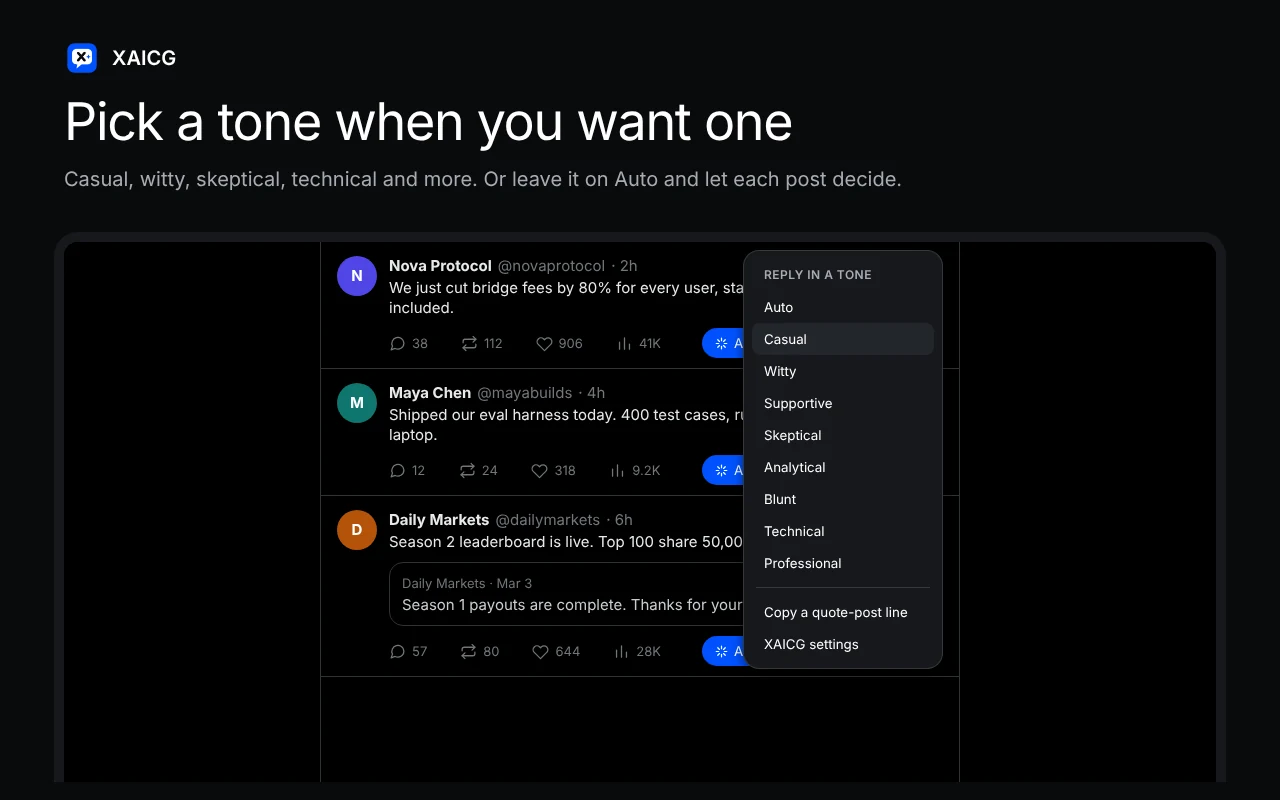 XAICG
Pick a tone when you want one
Casual, witty, skeptical, technical and more. Or leave it on Auto and let each post decide.
N
Nova Protocol @novaprotocol · 2h
We just cut bridge fees by 80% for every user,
included.
38 112 906 41K
M
Maya Chen @mayabuilds · 4h
Shipped our eval harness today. 400 test cases,
laptop.
12 24 318 9.2K
D
Daily Markets @dailymarkets · 6h
Season 2 leaderboard is live. Top 100 share
Daily Markets · Mar 3
Season 1 payouts are complete. Thanks for your
57 80 644 28K
REPLY IN A TONE
Auto
Casual
Witty
Supportive
Skeptical
Analytical
Blunt
Technical
Professional
Copy a quote-post line
XAICG settings